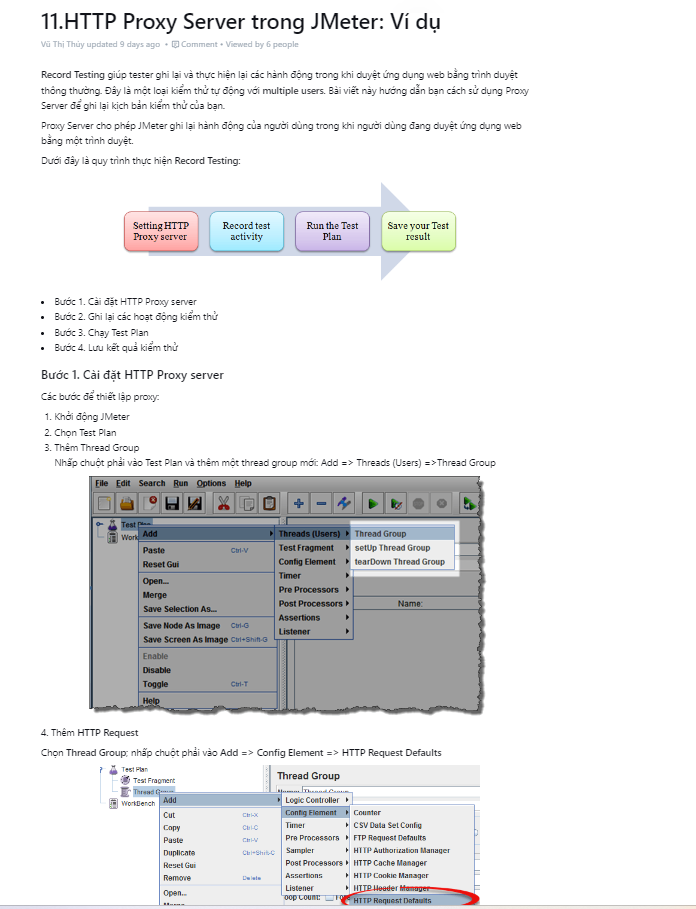 11.HTTP Proxy Server trong JMeter: Ví dụ
Vũ Thị Thúy updated 9 days ago • Comment • Viewed by 6 people
Record Testing giúp tester ghi lại và thực hiện lại các hành động trong khi duyệt ứng dụng web bằng trình duyệt
thông thường. Đây là một loại kiểm thử tự động với multiple users. Bài viết này hướng dẫn bạn cách sử dụng Proxy
Server để ghi lại kịch bản kiểm thử của bạn.
Proxy Server cho phép JMeter ghi lại hành động của người dùng trong khi người dùng đang duyệt ứng dụng web
bằng một trình duyệt.
Dưới đây là quy trình thực hiện Record Testing:
Setting HTTP
Proxy server
Record test
activity
Run the Test
Plan
Save your Test
result
• Bước 1. Cài đặt HTTP Proxy server
• Bước 2. Ghi lại các hoạt động kiểm thử
• Bước 3. Chạy Test Plan
• Bước 4. Lưu kết quả kiểm thử
Bước 1. Cài đặt HTTP Proxy server
Các bước để thiết lập proxy:
1. Khởi động JMeter
2. Chọn Test Plan
3. Thêm Thread Group
Nhấp chuột phải vào Test Plan và thêm một thread group mới: Add => Threads (Users) =>Thread Group
File Edit Search Run Options Help
Test Plan
Work
Add
Paste Ctrl-V
Reset Gui
Open...
Merge
Save Selection As...
Save Node As Image Ctrl-G
Save Screen As Image Ctrl+Shift-G
Enable
Disable
Toggle Ctrl-T
Help
Threads (Users)
Test Fragment
Config Element
Timer
Pre Processors
Post Processors
Assertions
Listener
Thread Group
setUp Thread Group
tearDown Thread Group
Name:
4. Thêm HTTP Request
Chọn Thread Group; nhấp chuột phải vào Add => Config Element => HTTP Request Defaults
Test Plan
Test Fragment
Thread Group
WorkBench
Thread Group
Add
Cut Ctrl-X
Copy Ctrl-C
Paste Ctrl-V
Duplicate Ctrl+Shift-C
Reset Gui
Remove Delete
Open...
Logic Controller
Config Element
Timer
Pre Processors
Sampler
Post Processors
Assertions
Listener
oop Count:
Counter
CSV Data Set Config
FTP Request Defaults
HTTP Authorization Manager
HTTP Cache Manager
HTTP Cookie Manager
HTTP Header Manager
HTTP Request Defaults